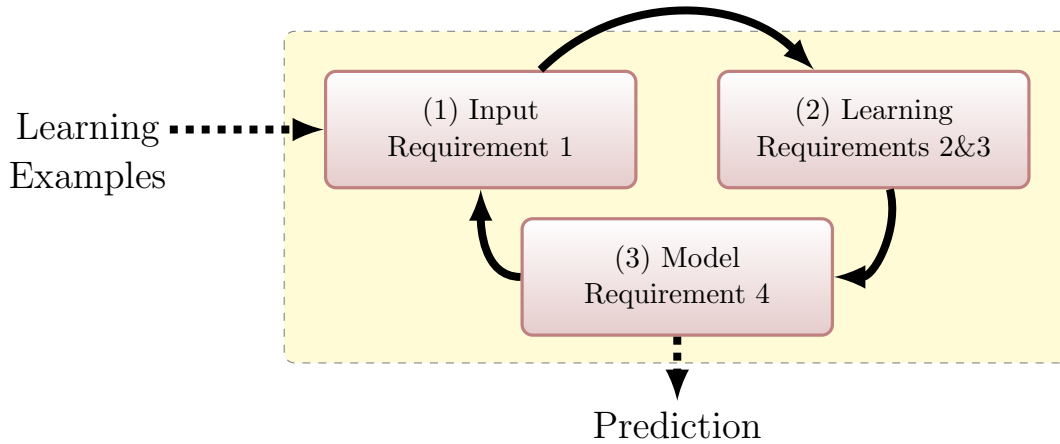 (1) Input
Requirement 1
(2) Learning
Requirements 2&3
Learning
Examples
(3) Model
Requirement 4
Prediction